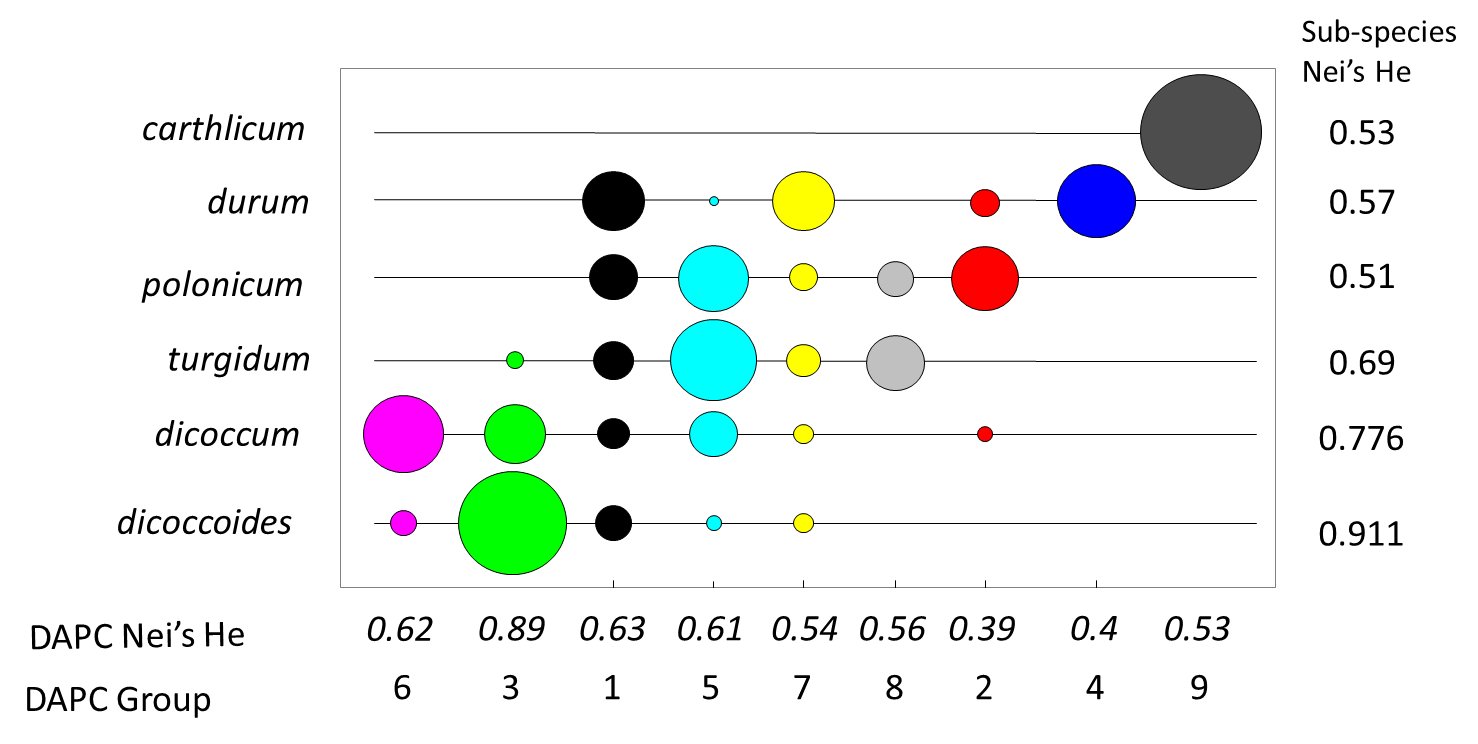 Sub-species
Nei's He
carthlicum 0.53
durum 0.57
polonicum 0.51
turgidum 0.69
dicoccum 0.776
dicoccoides 0.911
DAPC Nei's He 0.62 0.89 0.63 0.61 0.54 0.56 0.39 0.4 0.53
DAPC Group 6 3 1 5 7 8 2 4 9